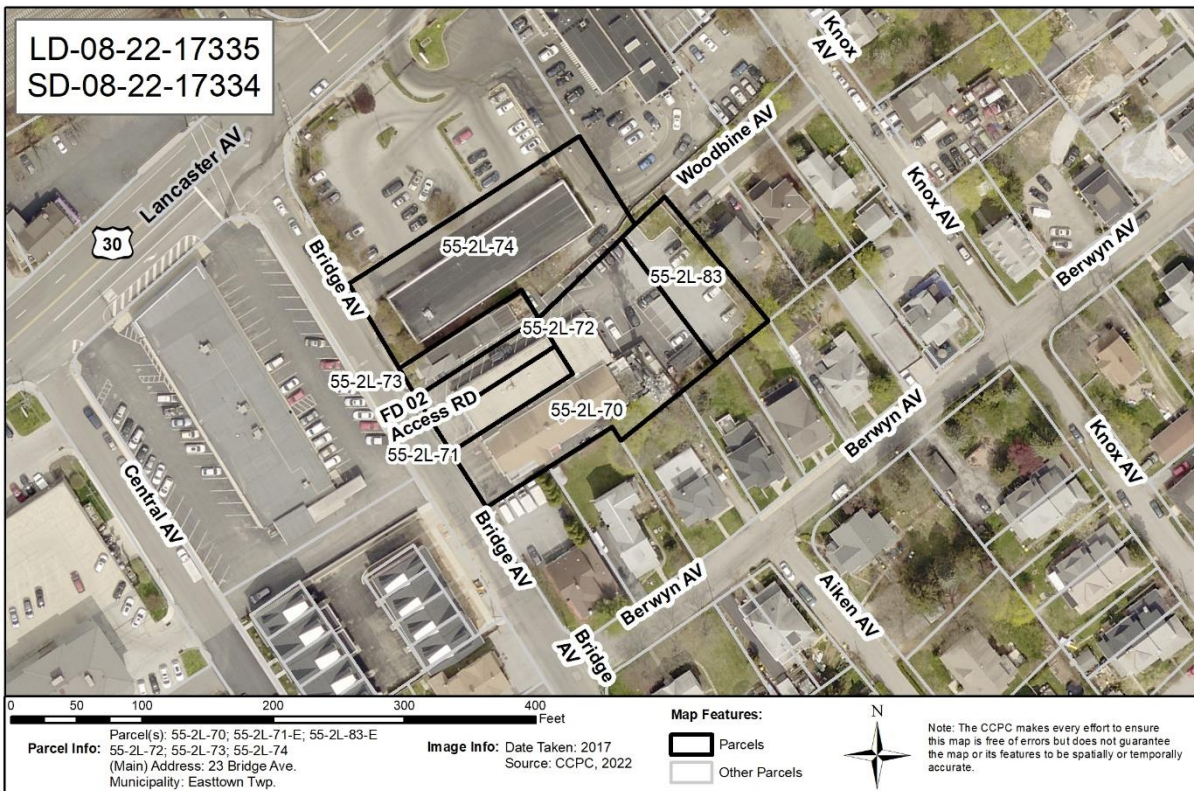 LD-08-22-17335
SD-08-22-17334
Lancaster AV
30
Knox AV
Woodbine AV
Knox AV
Berwyn AV
Bridge AV
55-2L-74
55-2L-83
55-2L-72
55-2L-73
FD 02
Access RD
55-2L-70
55-2L-71
Central AV
Berwyn AV
Knox AV
Bridge AV
Berwyn AV
Aiken AV
Bridge AV
0 50 100 200 300 400 Feet
Parcel Info: Parcel(s): 55-2L-70; 55-2L-71-E; 55-2L-83-E
55-2L-72; 55-2L-73; 55-2L-74
(Main) Address: 23 Bridge Ave.
Municipality: Easttown Twp.
Image Info: Date Taken: 2017
Source: CCPC, 2022
Map Features:
Parcels
Other Parcels
N
Note: The CCPC makes every effort to ensure
this map is free of errors but does not guarantee
the map or its features to be spatially or temporally
accurate.